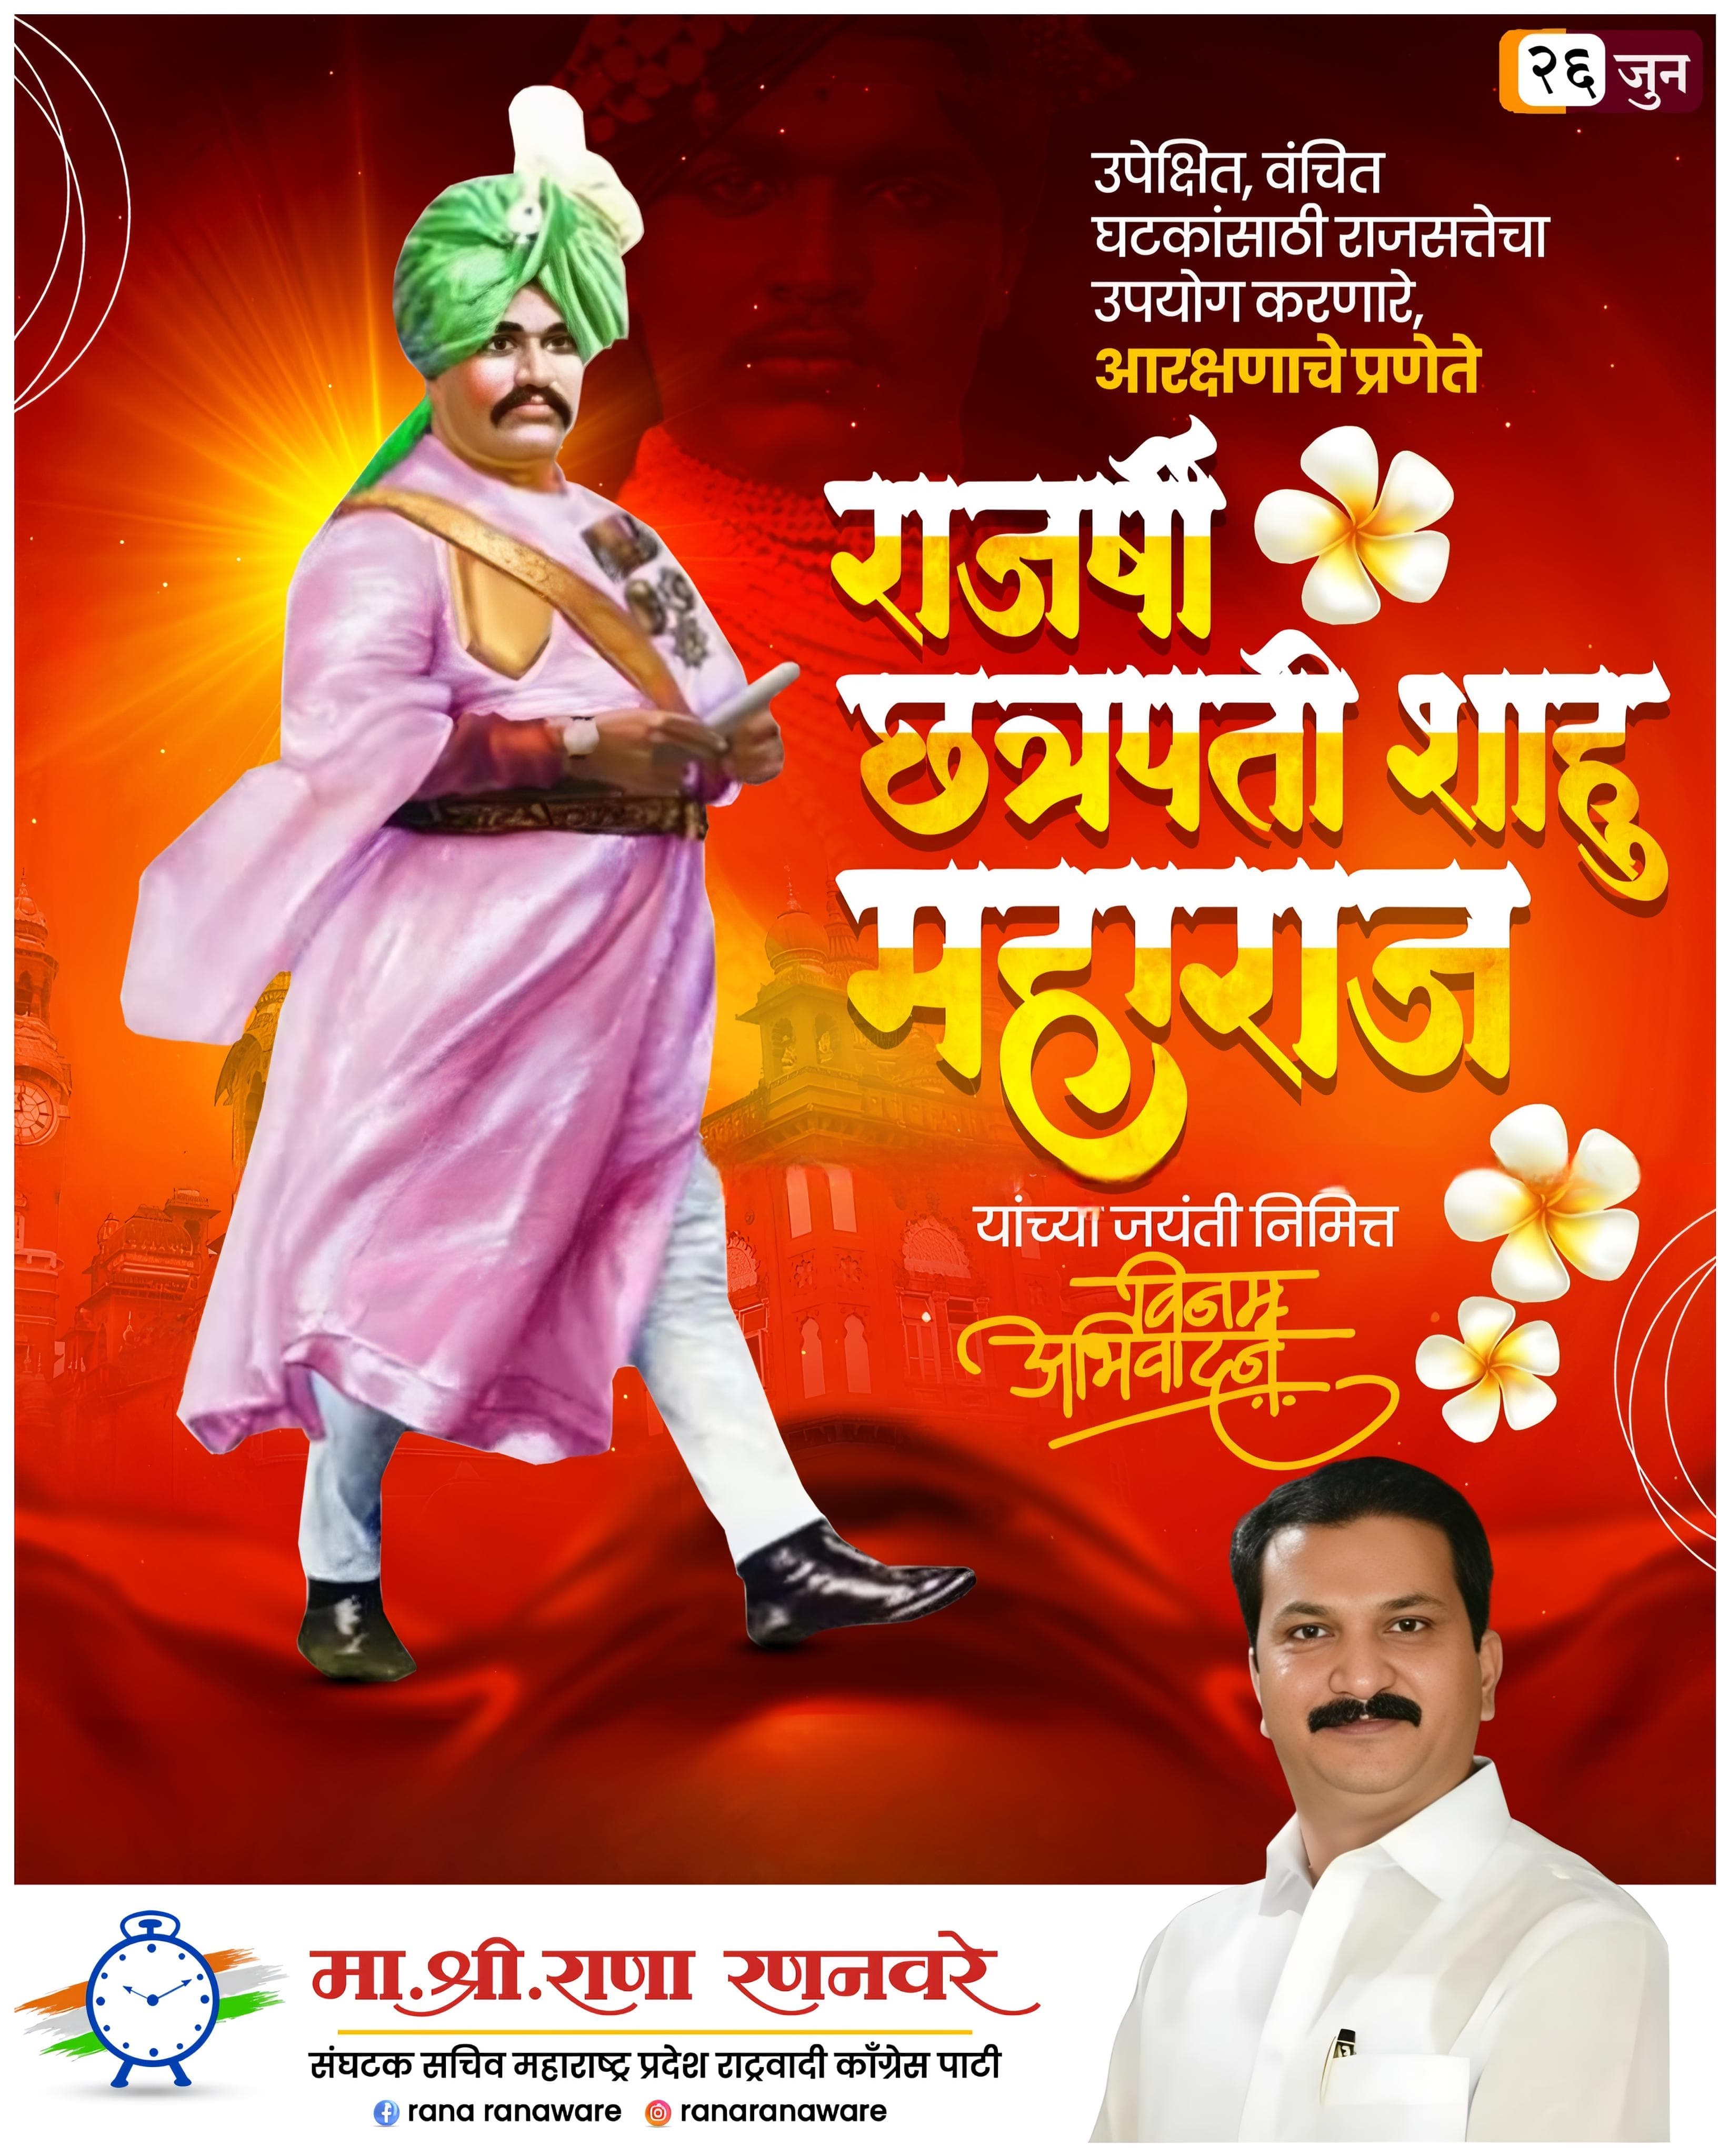 २६ जुन
उपेक्षित, वंचित
घटकांसाठी राजसत्तेचा
उपयोग करणारे,
आरक्षणाचे प्रणेते
राजर्षी
छत्रपती शाहु
महाराज
यांच्या जयंती निमित्त
विनम्र
अभिवादन
मा.श्री.राणा रणनवरे
संघटक सचिव महाराष्ट्र प्रदेश राट्रवादी काँग्रेस पाटी
rana ranaware ranaranaware